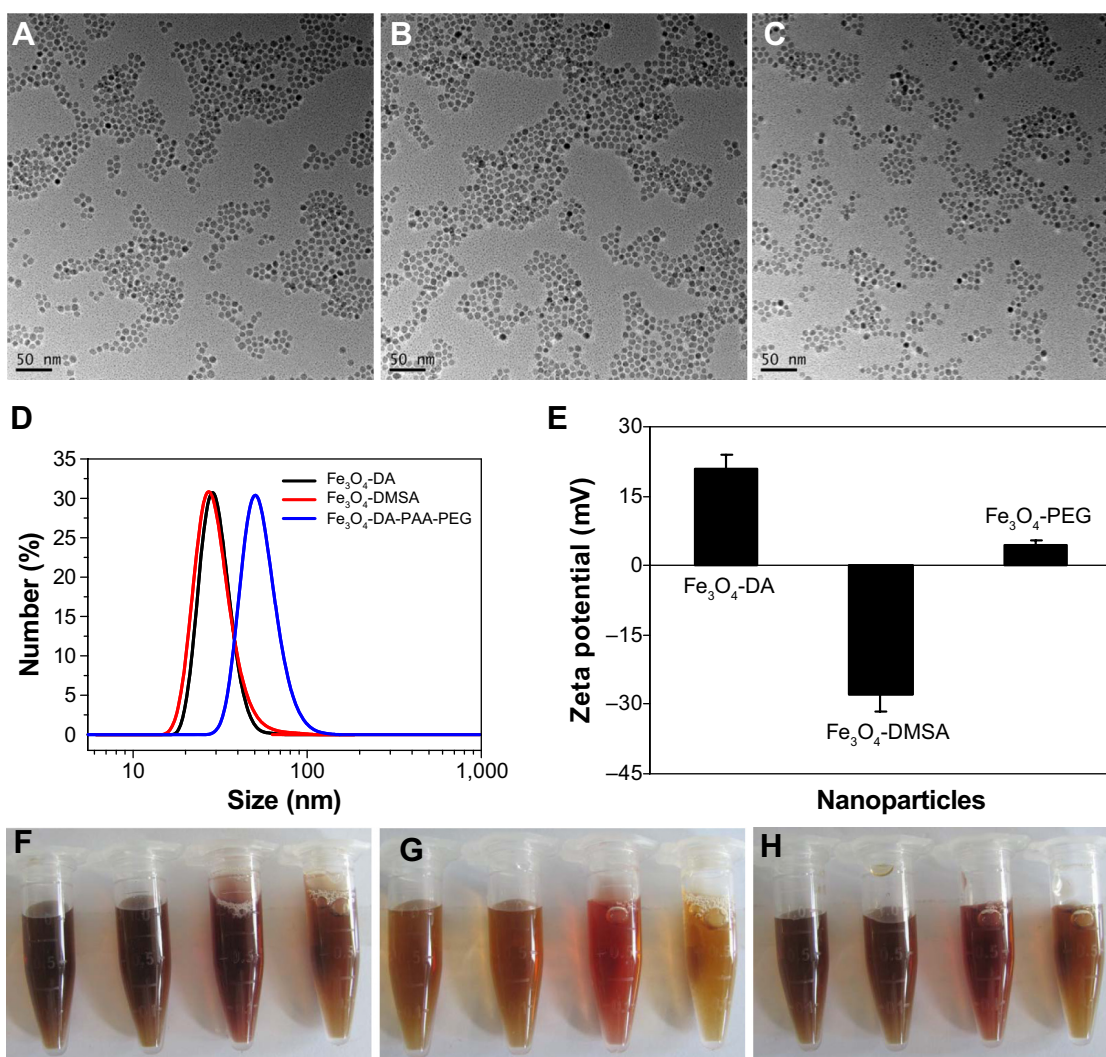 A
B
C
50 nm
50 nm
50 nm
D
35
30
25
20
15
10
5
0
Number (%)
Fe₃O₄-DA
Fe₃O₄-DMSA
Fe₃O₄-DA-PAA-PEG
10
100
1,000
Size (nm)
E
30
15
0
–15
–30
–45
Zeta potential (mV)
Fe₃O₄-DA
Fe₃O₄-DMSA
Fe₃O₄-PEG
Nanoparticles
F
G
H